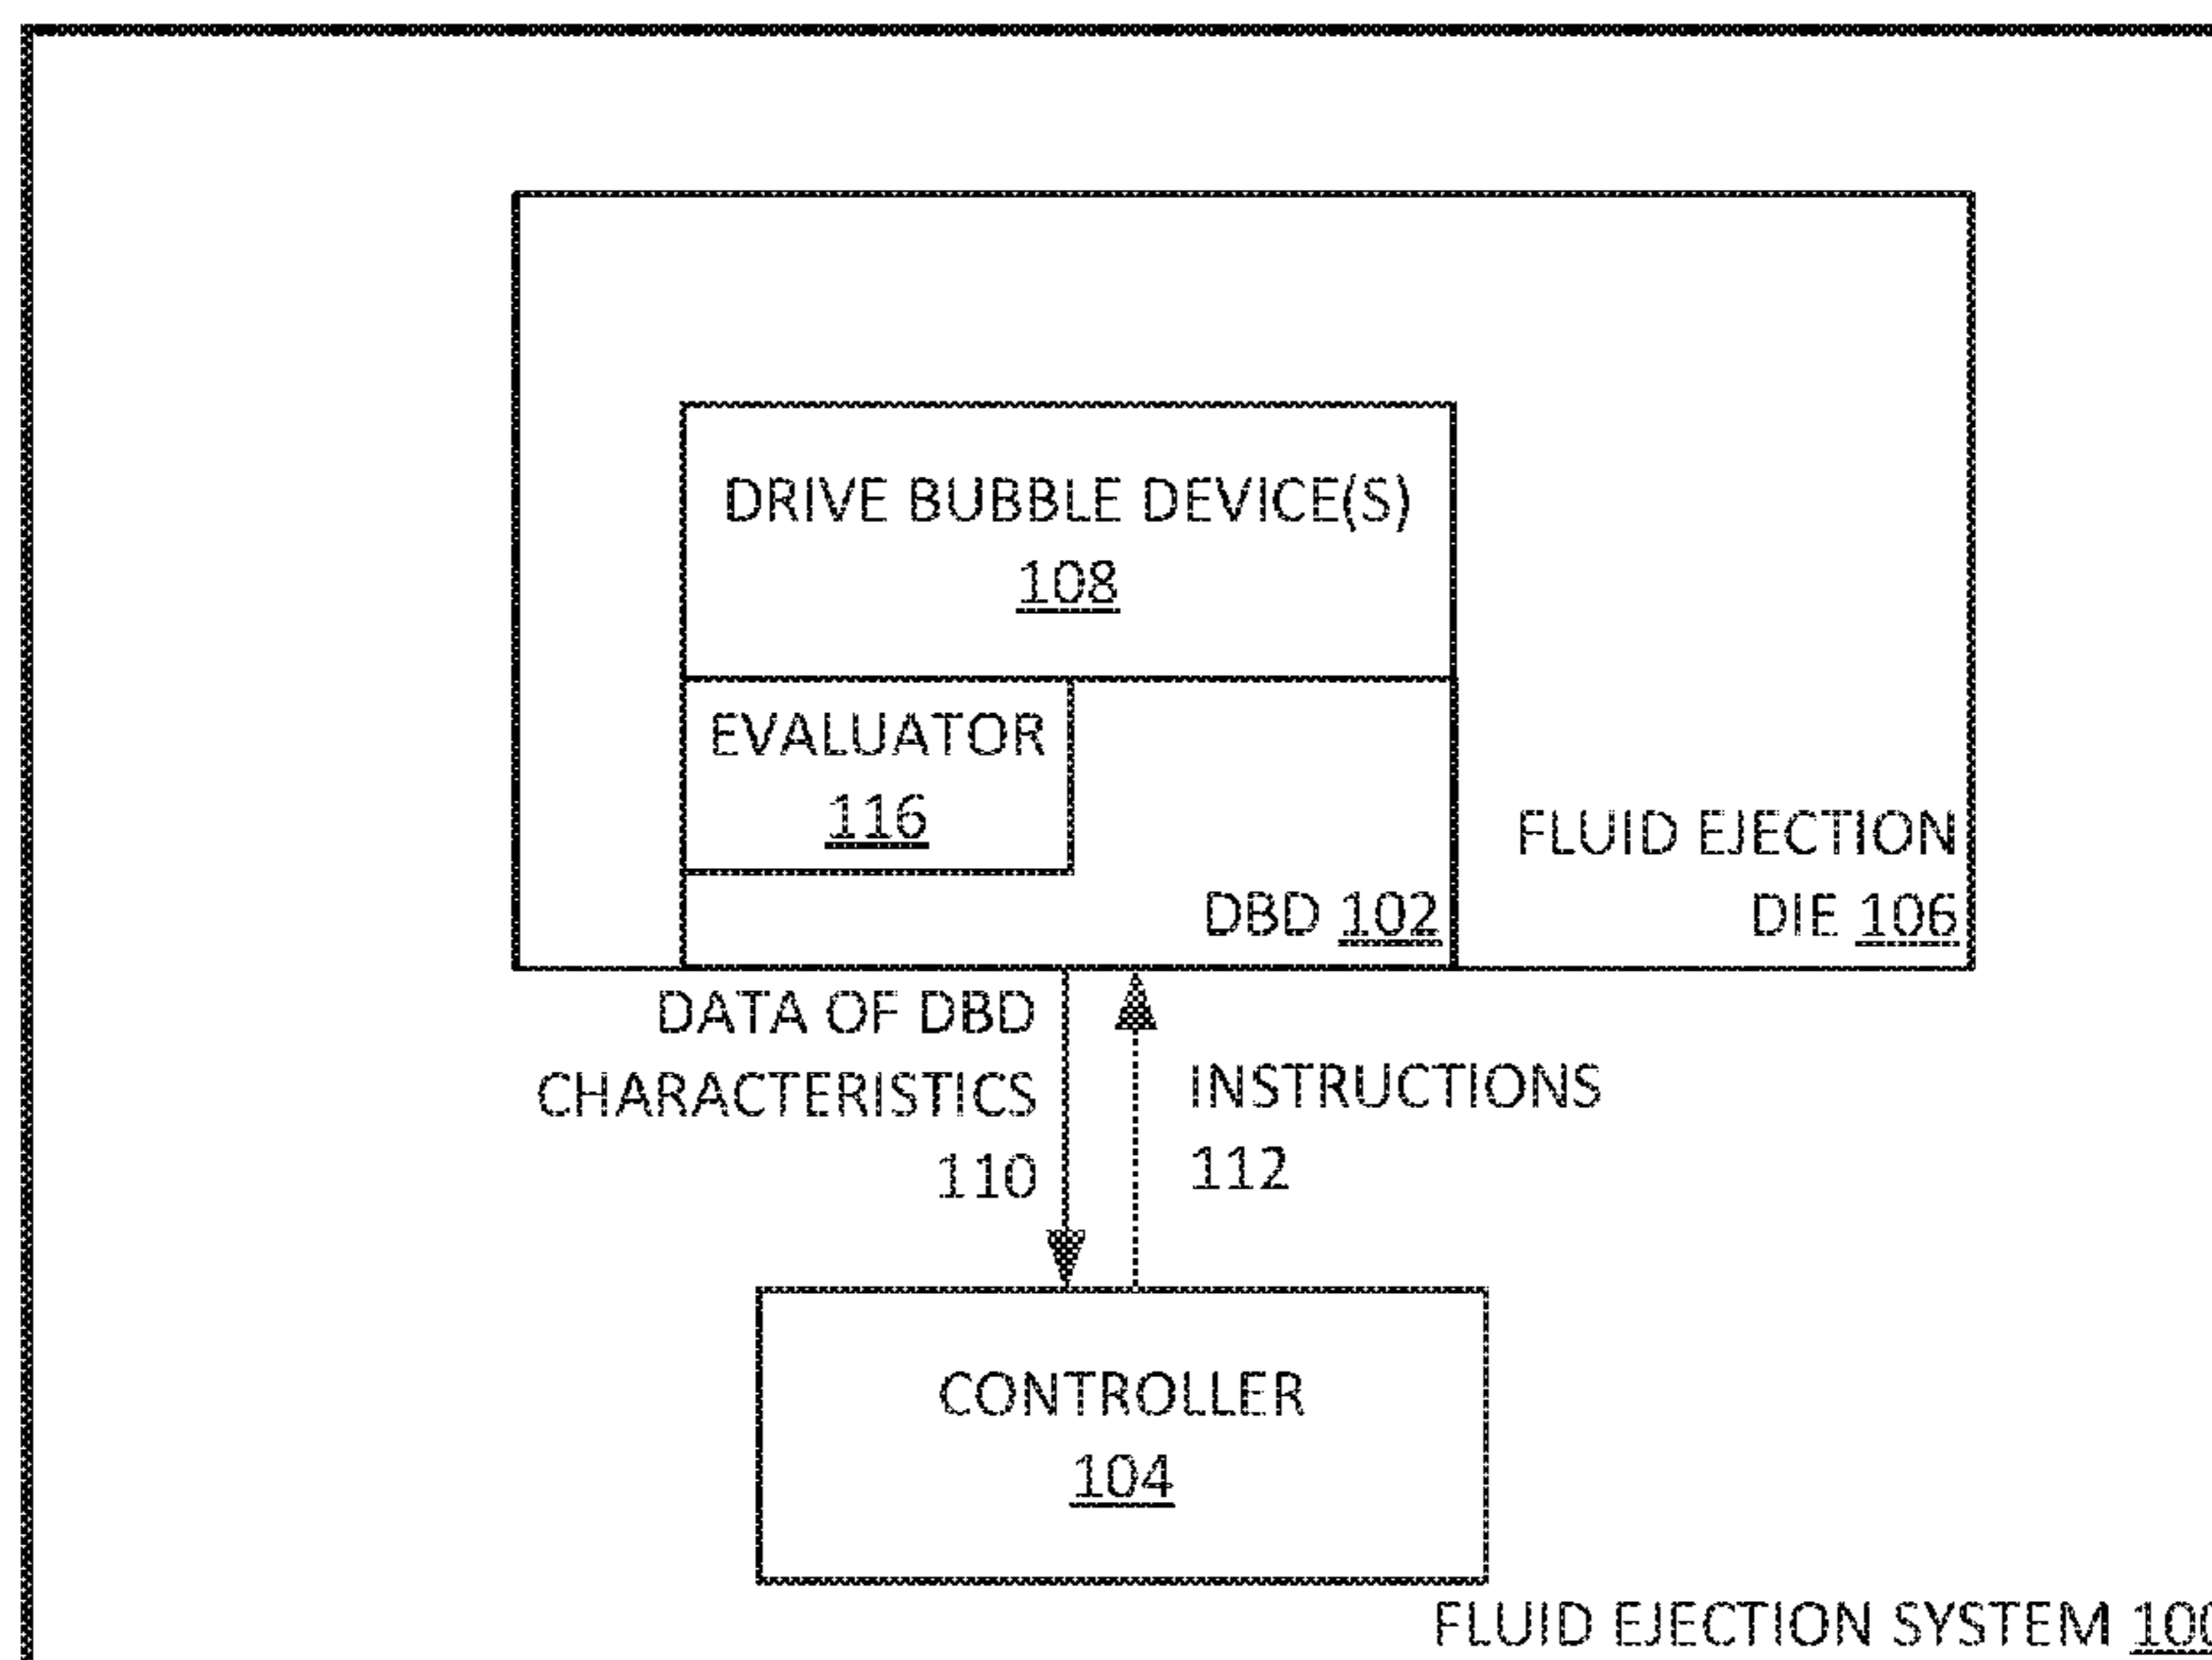 DRIVE BUBBLE DEVICE(S)
108
EVALUATOR
116
DBD 102
FLUID EJECTION
DIE 106
DATA OF DBD
CHARACTERISTICS
110
INSTRUCTIONS
112
CONTROLLER
104
FLUID EJECTION SYSTEM 100